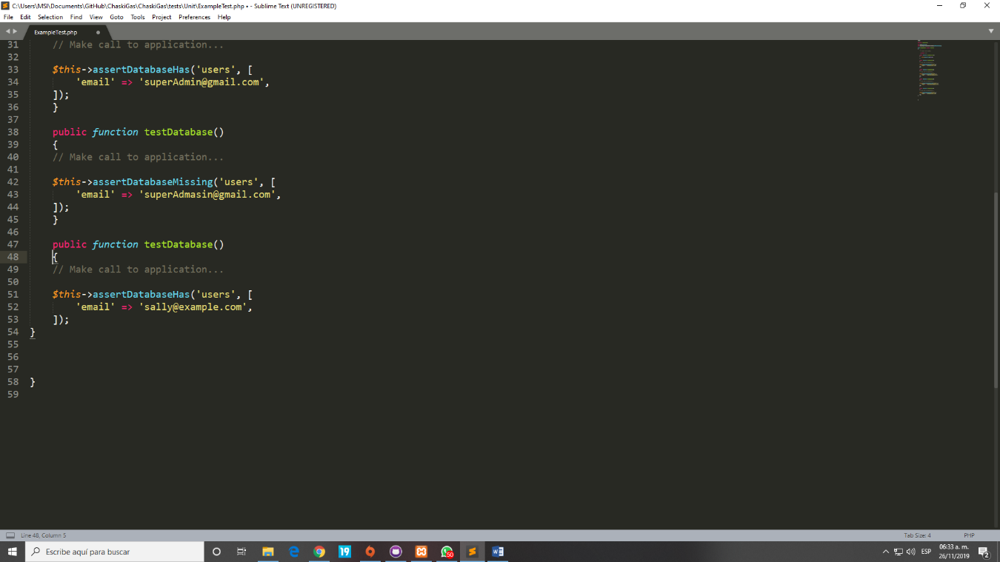 C:\Users\MSI\Documents\GitHub\ChaskiGas\ChaskiGas\tests\Unit\ExampleTest.php • - Sublime Text (UNREGISTERED)
File Edit Selection Find View Goto Tools Project Preferences Help
ExampleTest.php
31 // Make call to application...
32
33 $this->assertDatabaseHas('users', [
34 'email' => 'superAdmin@gmail.com',
35 ]);
36 }
37
38 public function testDatabase()
39 {
40 // Make call to application...
41
42 $this->assertDatabaseMissing('users', [
43 'email' => 'superAdmasin@gmail.com',
44 ]);
45 }
46
47 public function testDatabase()
48 {
49 // Make call to application...
50
51 $this->assertDatabaseHas('users', [
52 'email' => 'sally@example.com',
53 ]);
54 }
55
56
57
58 }
59
Line 48, Column 5 Tab Size: 4 PHP
Escribe aquí para buscar 19 50 W ESP 06:33 a. m.
26/11/2019 2